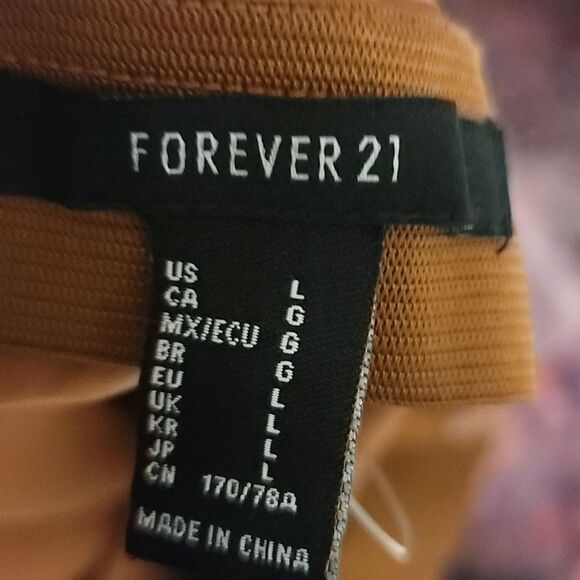 FOREVER 21
US L
CA G
MX/ECU G
BR G
EU L
UK L
KR L
JP L
CN 170/78A
MADE IN CHINA